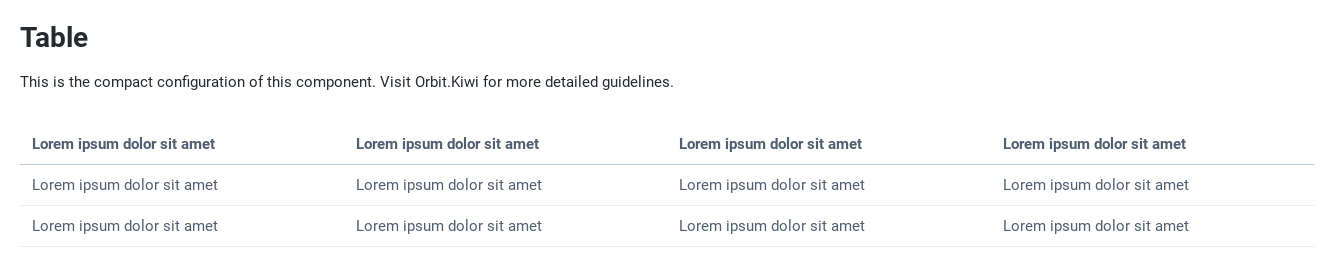 Table
This is the compact configuration of this component. Visit Orbit.Kiwi for more detailed guidelines.
Lorem ipsum dolor sit amet Lorem ipsum dolor sit amet Lorem ipsum dolor sit amet Lorem ipsum dolor sit amet
Lorem ipsum dolor sit amet Lorem ipsum dolor sit amet Lorem ipsum dolor sit amet Lorem ipsum dolor sit amet
Lorem ipsum dolor sit amet Lorem ipsum dolor sit amet Lorem ipsum dolor sit amet Lorem ipsum dolor sit amet